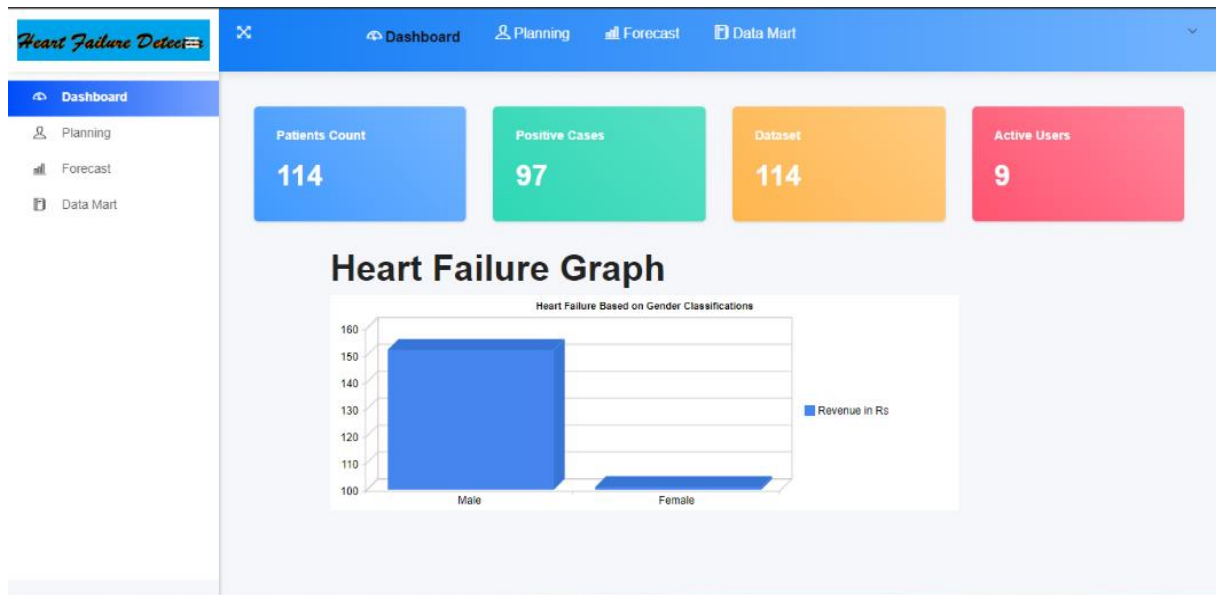 Heart Failure Detector
Dashboard
Planning
Forecast
Data Mart
Dashboard
Planning
Forecast
Data Mart
Patients Count
114
Positive Cases
97
Dataset
114
Active Users
9
Heart Failure Graph
Heart Failure Based on Gender Classifications
160
150
140
130
120
110
100
Male
Female
Revenue in Rs